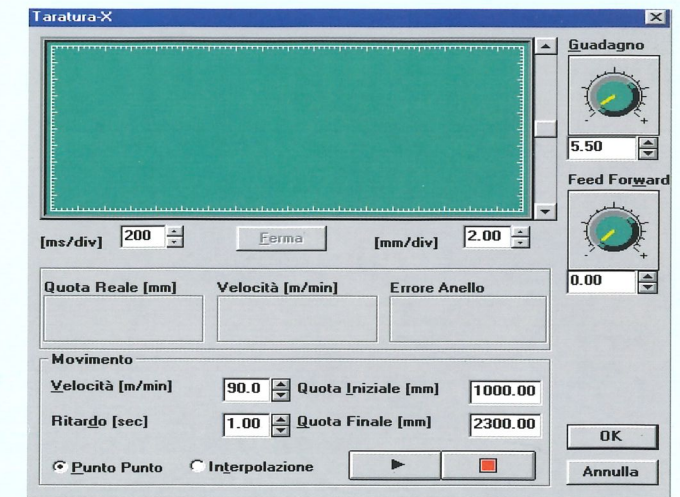 Taratura-X
Guadagno
- +
5.50
Feed Forward
- +
0.00
[ms/div] 200 Ferma [mm/div] 2.00
Quota Reale [mm] Velocità [m/min] Errore Anello
Movimento
Velocità [m/min] 90.0 Quota Iniziale [mm] 1000.00
Ritardo [sec] 1.00 Quota Finale [mm] 2300.00
Punto Punto Interpolazione
OK
Annulla